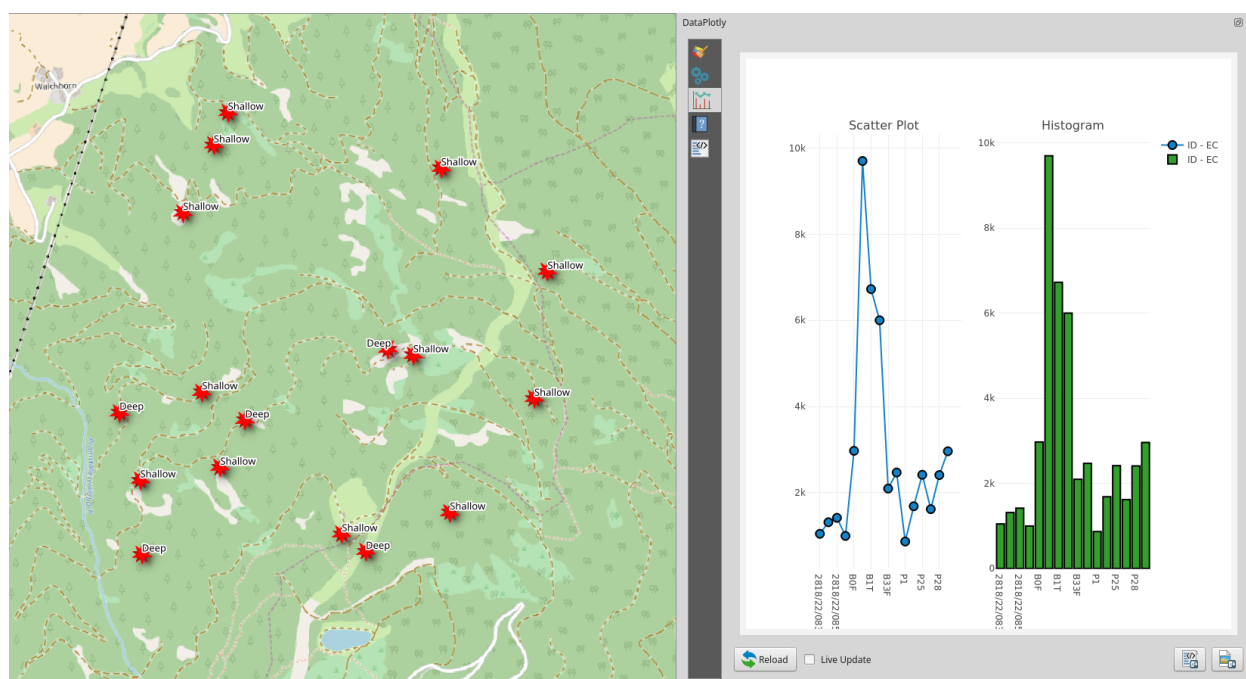 DataPlotly
Walchhorn
Shallow
Shallow
Shallow
Shallow
Shallow
Deep
Shallow
Shallow
Shallow
Deep
Deep
Shallow
Shallow
Shallow
Shallow
Deep
Deep
Scatter Plot
10k
8k
6k
4k
2k
2818/22/08
2818/22/08
B0F
B1T
B33F
P1
P25
P28
Histogram
10k
8k
6k
4k
2k
0
2818/22/08
2818/22/08
B0F
B1T
B33F
P1
P25
P28
ID - EC
ID - EC
Reload
Live Update